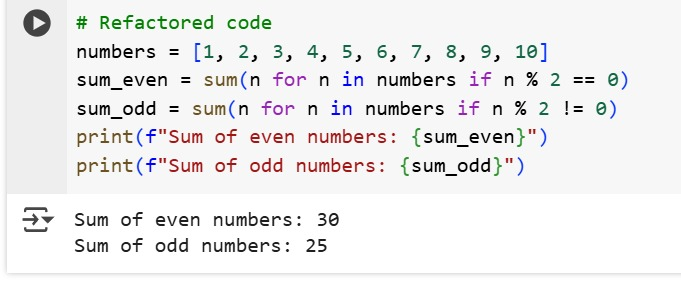 # Refactored code
numbers = [1, 2, 3, 4, 5, 6, 7, 8, 9, 10]
sum_even = sum(n for n in numbers if n % 2 == 0)
sum_odd = sum(n for n in numbers if n % 2 != 0)
print(f"Sum of even numbers: {sum_even}")
print(f"Sum of odd numbers: {sum_odd}")
Sum of even numbers: 30
Sum of odd numbers: 25